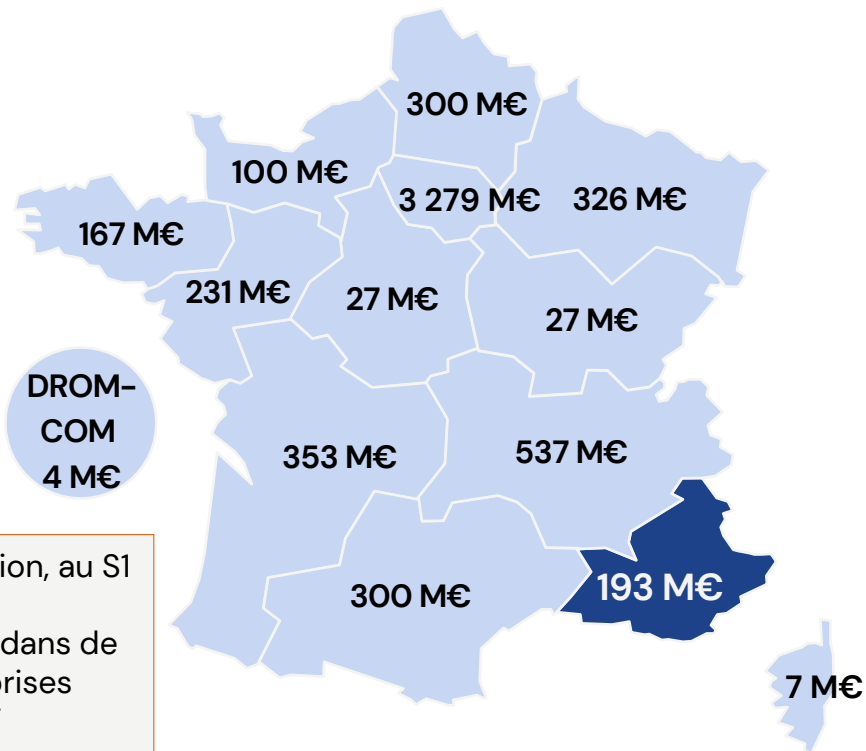 300 M€
100 M€
3 279 M€
326 M€
167 M€
231 M€
27 M€
27 M€
DROM-
COM
4 M€
353 M€
537 M€
300 M€
193 M€
7 M€
ion, au S1
dans de
rises